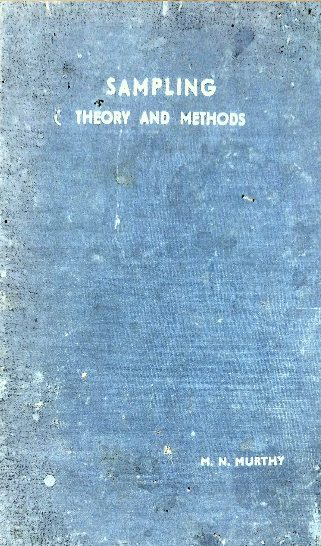 SAMPLING
THEORY AND METHODS
M. N. MURTHY